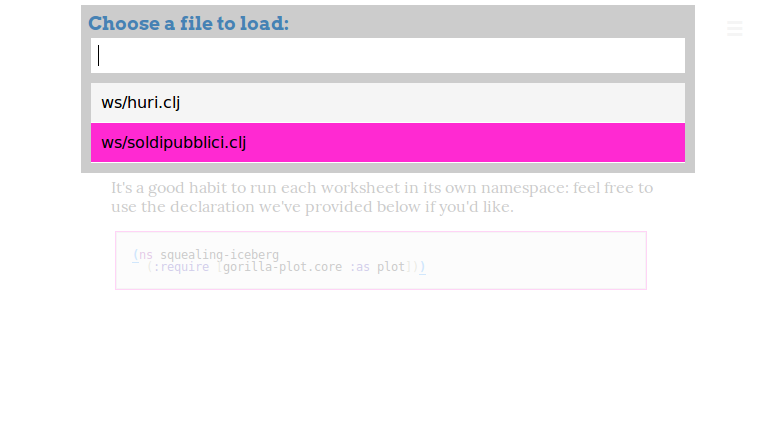 Choose a file to load:
ws/huri.clj
ws/soldipubblici.clj
It's a good habit to run each worksheet in its own namespace: feel free to
use the declaration we've provided below if you'd like.
(ns squealing-iceberg
(:require [gorilla-plot.core :as plot]))